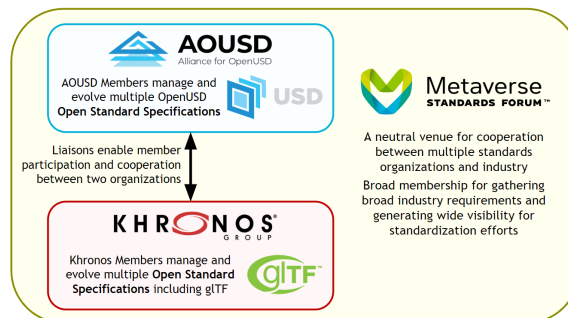 AOUSD
Alliance for OpenUSD
AOUSD Members manage and
evolve multiple OpenUSD
Open Standard Specifications
USD
Liaisons enable member
participation and cooperation
between two organizations
KHRONOS®
GROUP
Khronos Members manage and
evolve multiple Open Standard
Specifications including glTF
glTF™
Metaverse
STANDARDS FORUM™
A neutral venue for cooperation
between multiple standards
organizations and industry
Broad membership for gathering
broad industry requirements and
generating wide visibility for
standardization efforts